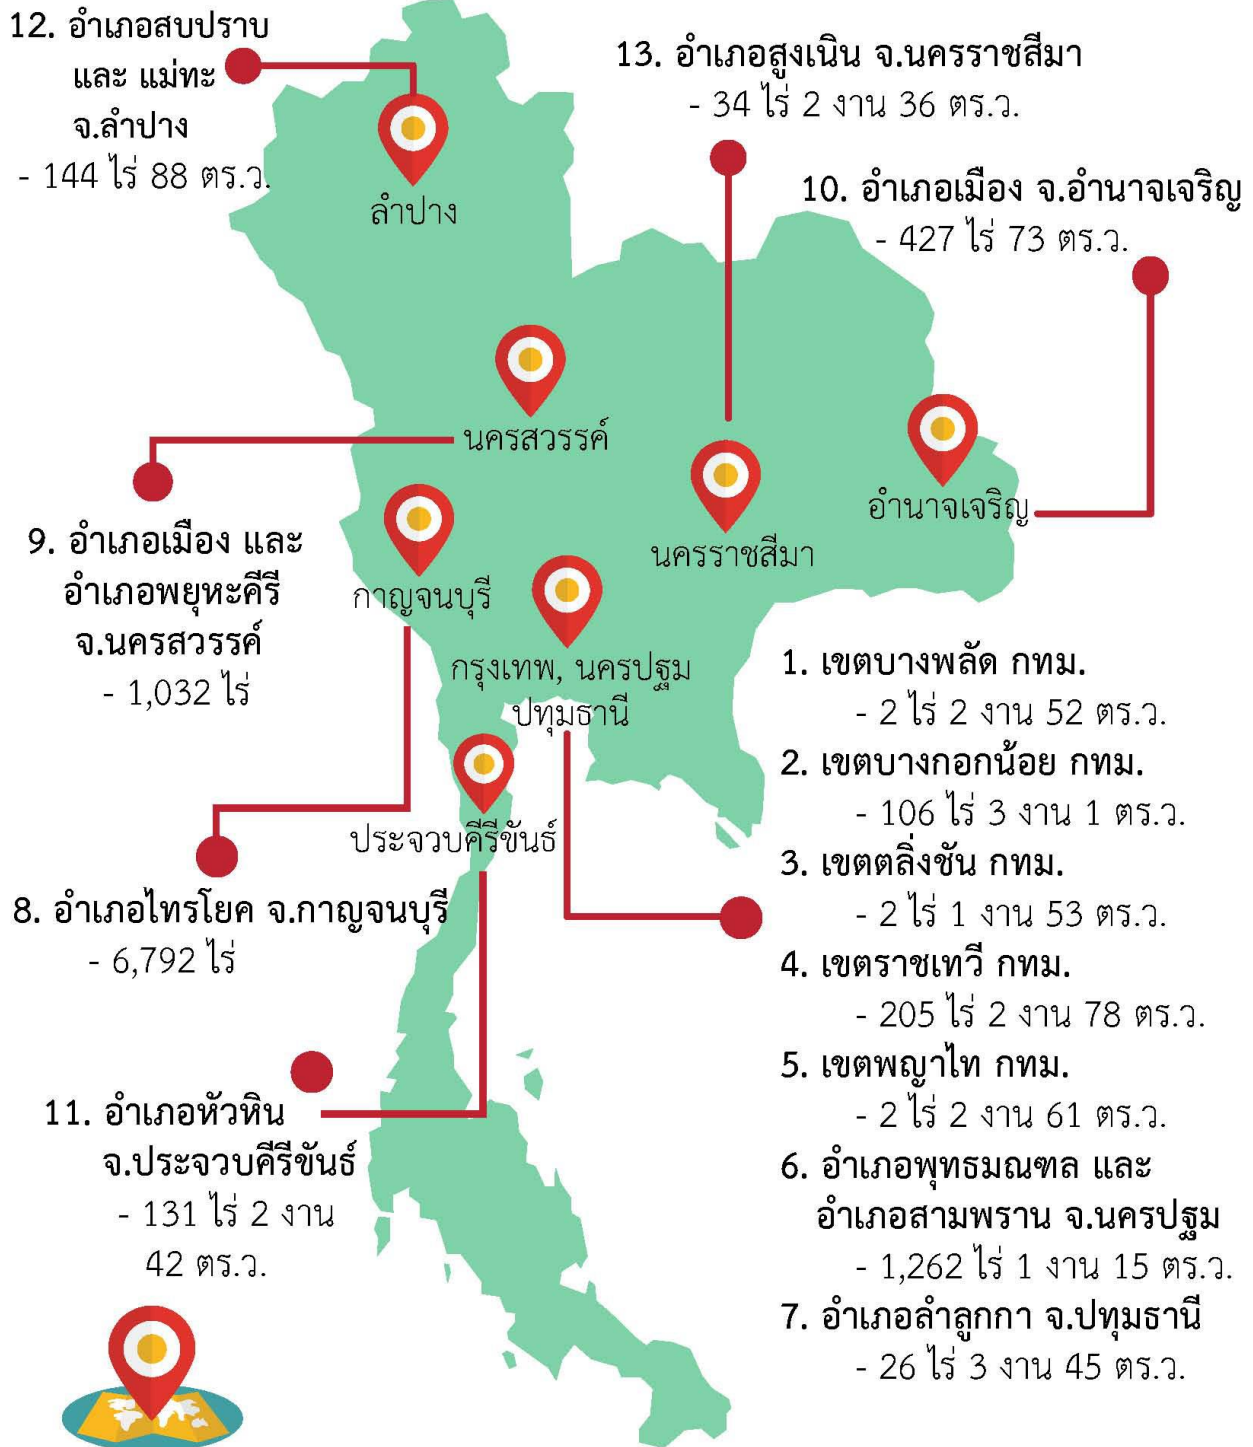 12. อำเภอสบปราบ
และ แม่ทะ
จ.ลำปาง
- 144 ไร่ 88 ตร.ว.
ลำปาง
13. อำเภอสูงเนิน จ.นครราชสีมา
- 34 ไร่ 2 งาน 36 ตร.ว.
10. อำเภอเมือง จ.อำนาจเจริญ
- 427 ไร่ 73 ตร.ว.
นครสวรรค์
อำนาจเจริญ
นครราชสีมา
9. อำเภอเมือง และ
อำเภอพยุหะคีรี
จ.นครสวรรค์
- 1,032 ไร่
กาญจนบุรี
กรุงเทพ, นครปฐม
ปทุมธานี
ประจวบคีรีขันธ์
8. อำเภอไทรโยค จ.กาญจนบุรี
- 6,792 ไร่
11. อำเภอหัวหิน
จ.ประจวบคีรีขันธ์
- 131 ไร่ 2 งาน
42 ตร.ว.
1. เขตบางพลัด กทม.
- 2 ไร่ 2 งาน 52 ตร.ว.
2. เขตบางกอกน้อย กทม.
- 106 ไร่ 3 งาน 1 ตร.ว.
3. เขตตลิ่งชัน กทม.
- 2 ไร่ 1 งาน 53 ตร.ว.
4. เขตราชเทวี กทม.
- 205 ไร่ 2 งาน 78 ตร.ว.
5. เขตพญาไท กทม.
- 2 ไร่ 2 งาน 61 ตร.ว.
6. อำเภอพุทธมณฑล และ
อำเภอสามพราน จ.นครปฐม
- 1,262 ไร่ 1 งาน 15 ตร.ว.
7. อำเภอลำลูกกา จ.ปทุมธานี
- 26 ไร่ 3 งาน 45 ตร.ว.